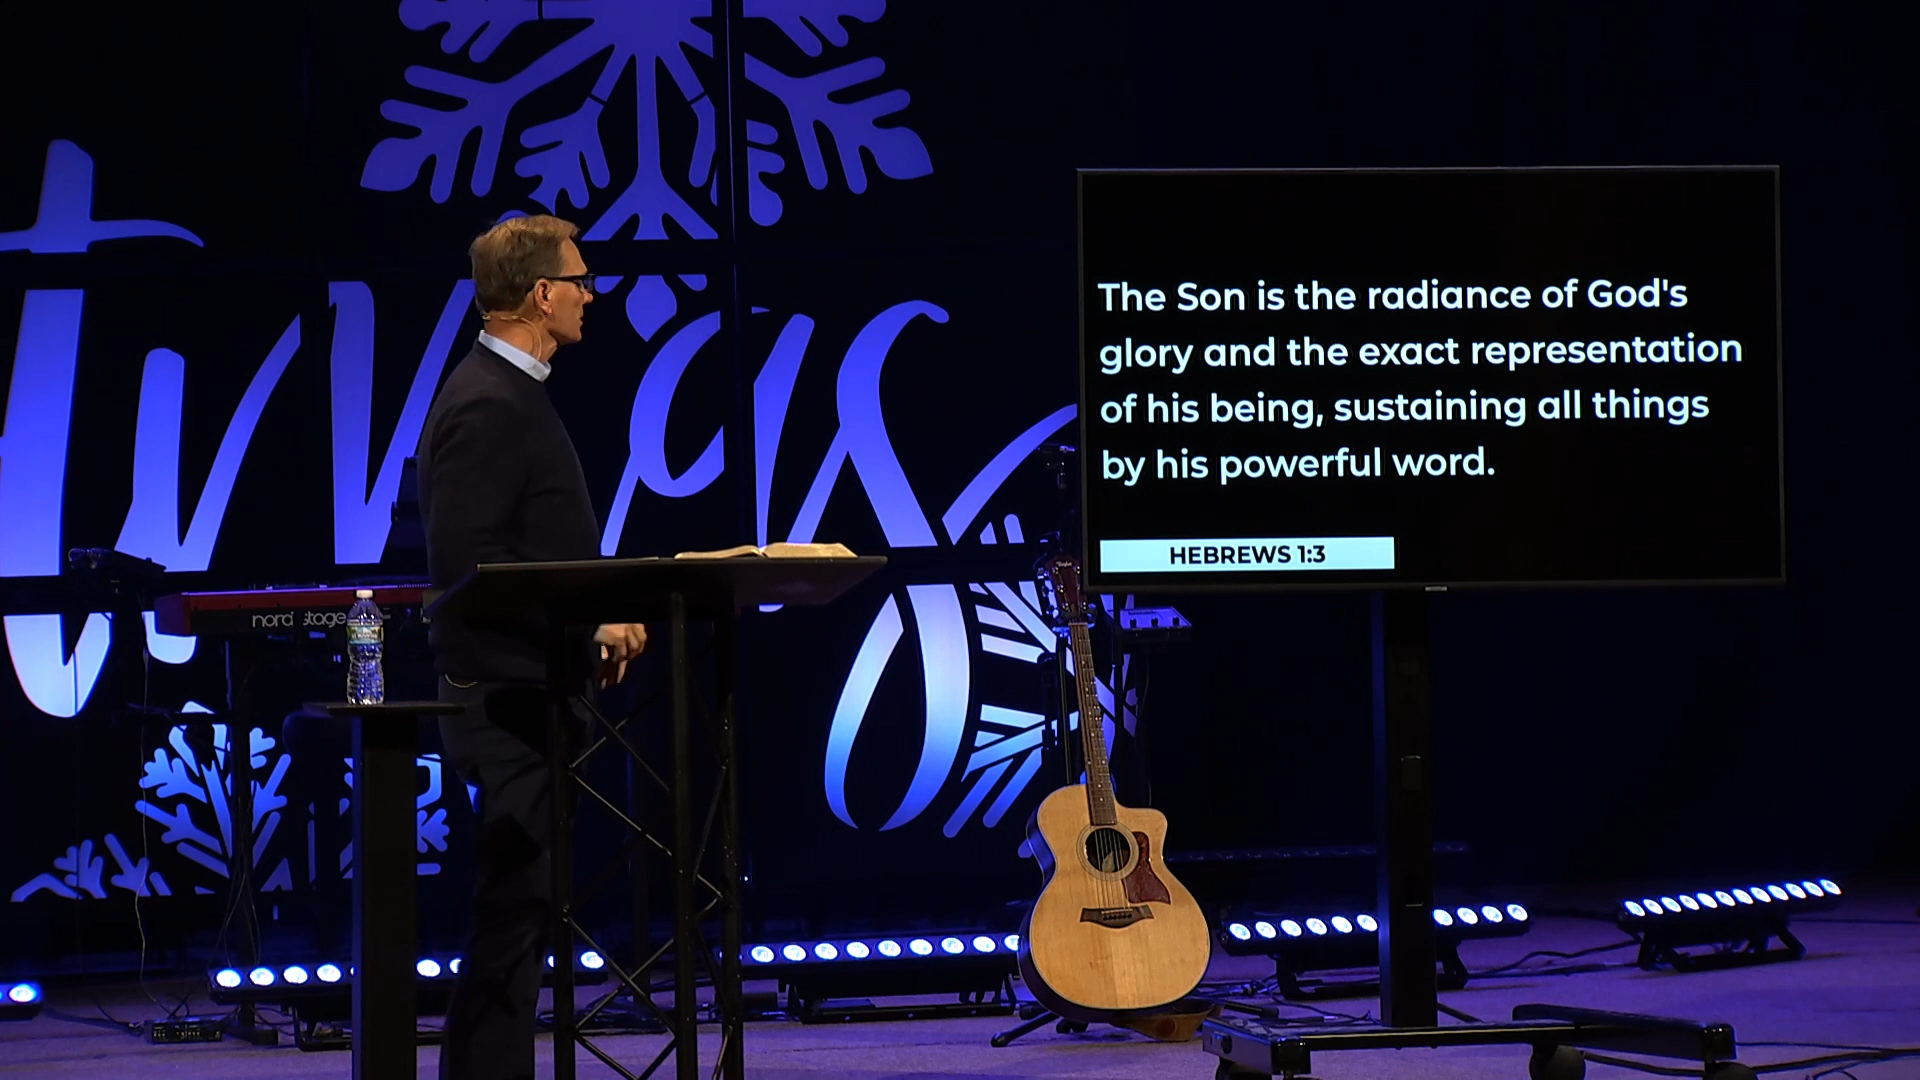 The Son is the radiance of God's
glory and the exact representation
of his being, sustaining all things
by his powerful word.
HEBREWS 1:3
nord stage